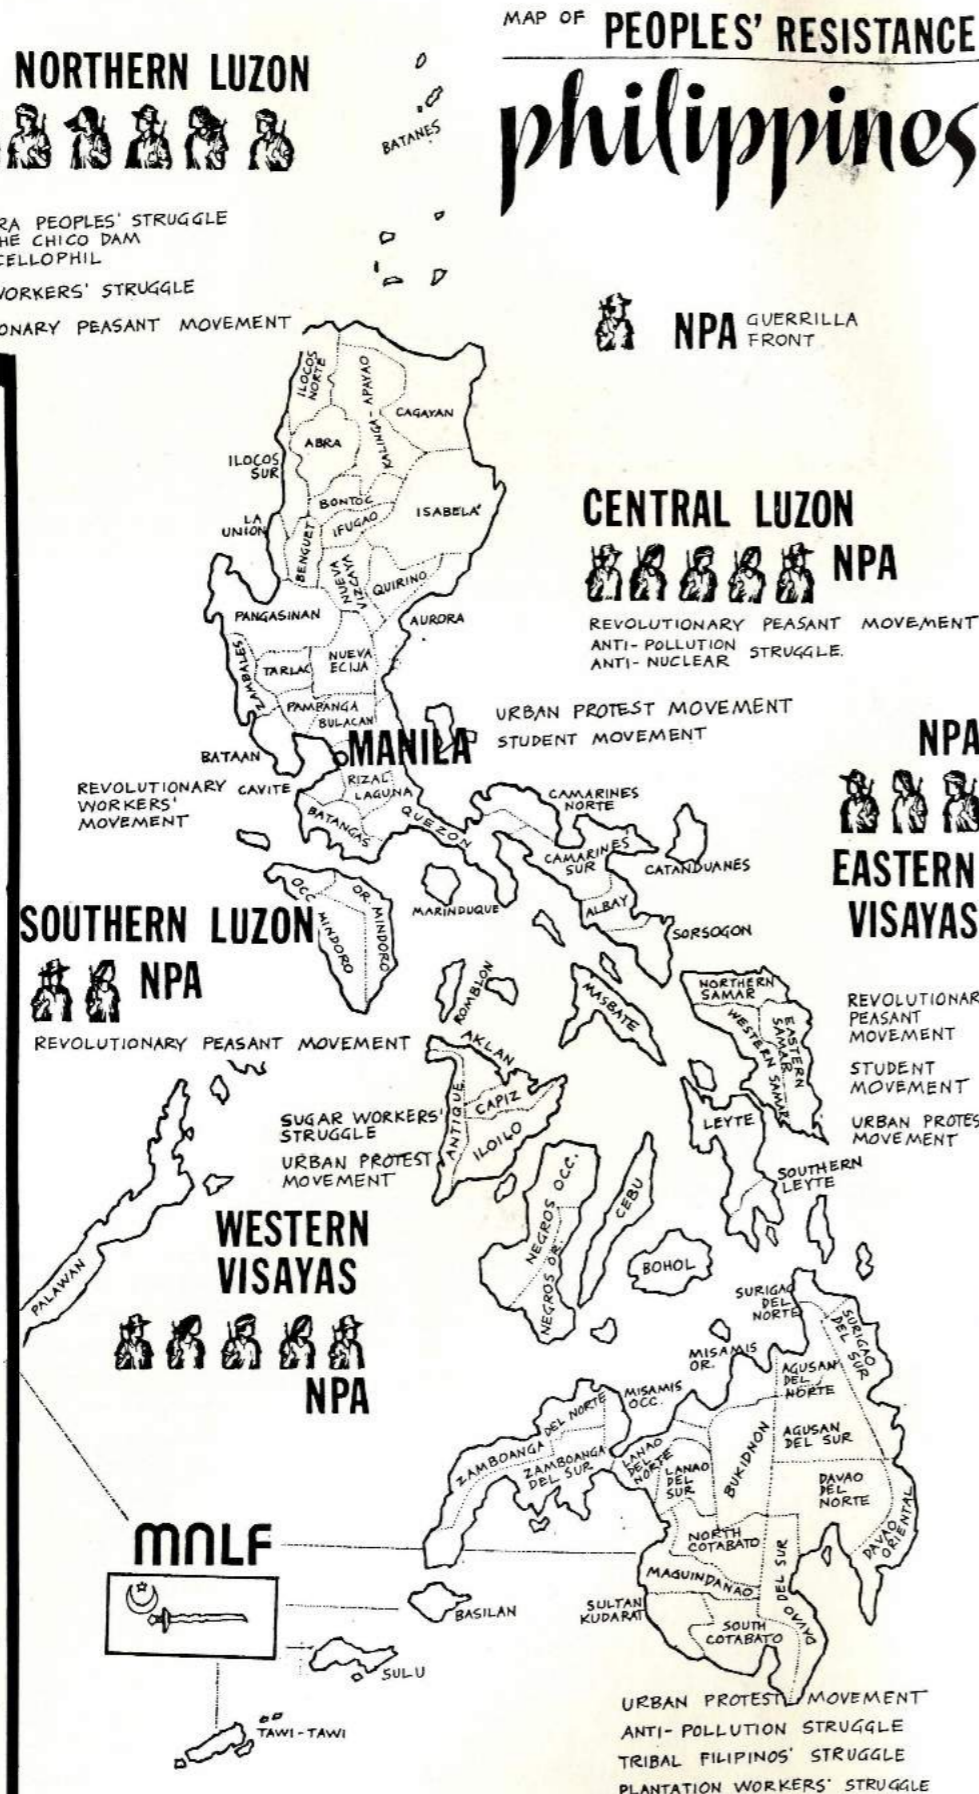 MAP OF PEOPLES' RESISTANCE
philippines
NORTHERN LUZON
BATANES
RA PEOPLES' STRUGGLE
HE CHICO DAM
CELLOPHIL
WORKERS' STRUGGLE
ONARY PEASANT MOVEMENT
NPA GUERRILLA
FRONT
ILOCOS
NORTE
KALINGA-APAYAO
CAGAYAN
ABRA
ILOCOS
SUR
BONTOC
IFUGAO
ISABELA
LA
UNION
BENGUET
NUEVA
VIZCAYA
QUIRINO
CENTRAL LUZON
NPA
REVOLUTIONARY PEASANT MOVEMENT
ANTI-POLLUTION
ANTI-NUCLEAR STRUGGLE.
PANGASINAN
AURORA
ZAMBALES
TARLAC
NUEVA
ECIJA
PAMPANGA
BULACAN
BATAAN
MANILA
URBAN PROTEST MOVEMENT
STUDENT MOVEMENT
REVOLUTIONARY
WORKERS'
MOVEMENT
CAVITE
RIZAL
LAGUNA
BATANGAS
QUEZON
CAMARINES
NORTE
CAMARINES
SUR
CATANDUANES
ALBAY
SORSOGON
MARINDUQUE
NPA
EASTERN
VISAYAS
REVOLUTIONAR
PEASANT
MOVEMENT
STUDENT
MOVEMENT
URBAN PROTES
MOVEMENT
SOUTHERN LUZON
NPA
REVOLUTIONARY PEASANT MOVEMENT
OCC. MINDORO
OR. MINDORO
ROMBLON
MASBATE
NORTHERN
SAMAR
WESTERN SAMAR
EASTERN
SAMAR
AKLAN
ANTIQUE
CAPIZ
ILOILO
SUGAR WORKERS'
STRUGGLE
URBAN PROTEST
MOVEMENT
LEYTE
SOUTHERN
LEYTE
WESTERN
VISAYAS
NPA
PALAWAN
NEGROS OCC.
NEGROS OR.
CEBU
BOHOL
SURIGAO
DEL
NORTE
SURIGAO
DEL SUR
MISAMIS
OR.
MISAMIS
OCC.
AGUSAN
DEL
NORTE
AGUSAN
DEL SUR
ZAMBOANGA DEL NORTE
ZAMBOANGA
DEL SUR
LANAO
DEL
NORTE
LANAO
DEL
SUR
BUKIDNON
DAVAO
DEL
NORTE
DAVAO
ORIENTAL
NORTH
COTABATO
MAGUINDANAO
DAVAO DEL SUR
SULTAN
KUDARAT
SOUTH
COTABATO
DAVAO
MNLF
BASILAN
SULU
TAWI-TAWI
URBAN PROTEST MOVEMENT
ANTI-POLLUTION STRUGGLE
TRIBAL FILIPINOS' STRUGGLE
PLANTATION WORKERS' STRUGGLE